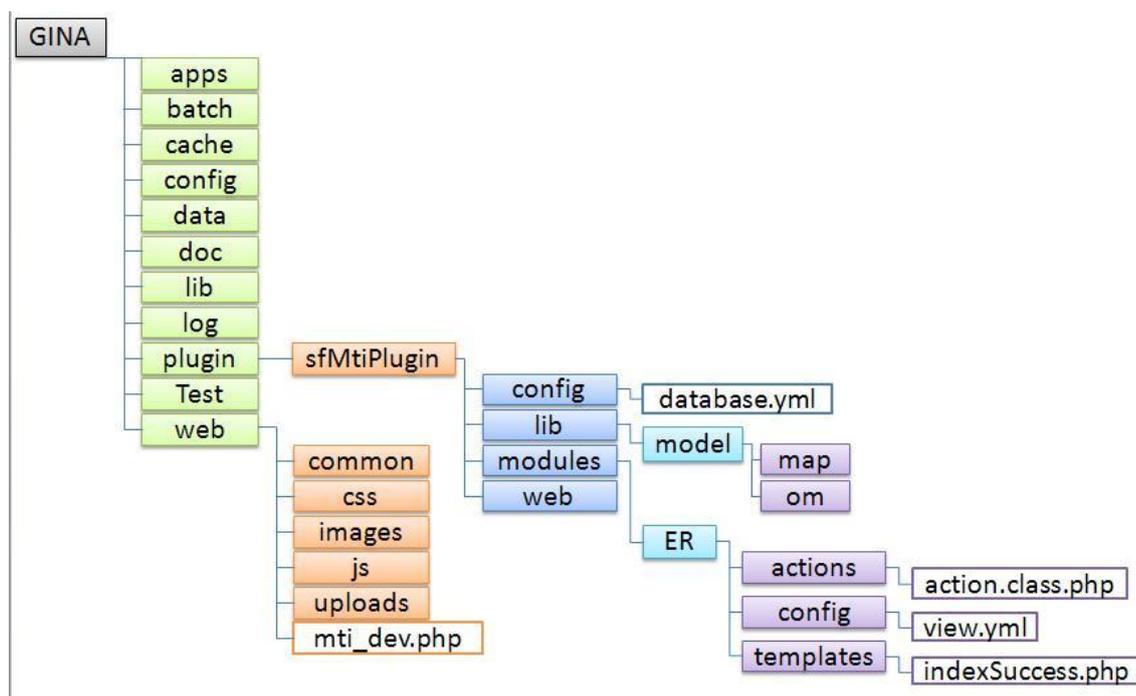 GINA
apps
batch
cache
config
data
doc
lib
log
plugin
sfMtiPlugin
Test
web
config
database.yml
lib
model
map
om
modules
web
common
css
images
js
uploads
mti_dev.php
ER
actions
action.class.php
config
view.yml
templates
indexSuccess.php